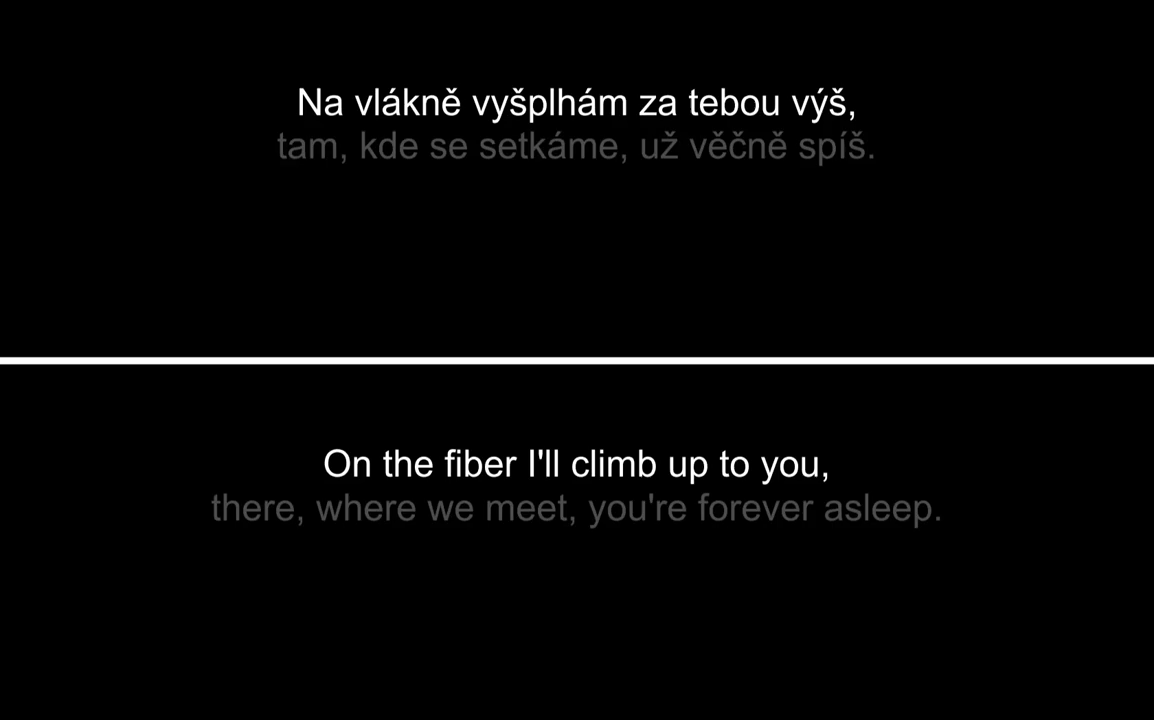 Na vlákně vyšplhám za tebou výš,
tam, kde se setkáme, už věčně spíš.
On the fiber I'll climb up to you,
there, where we meet, you're forever asleep.